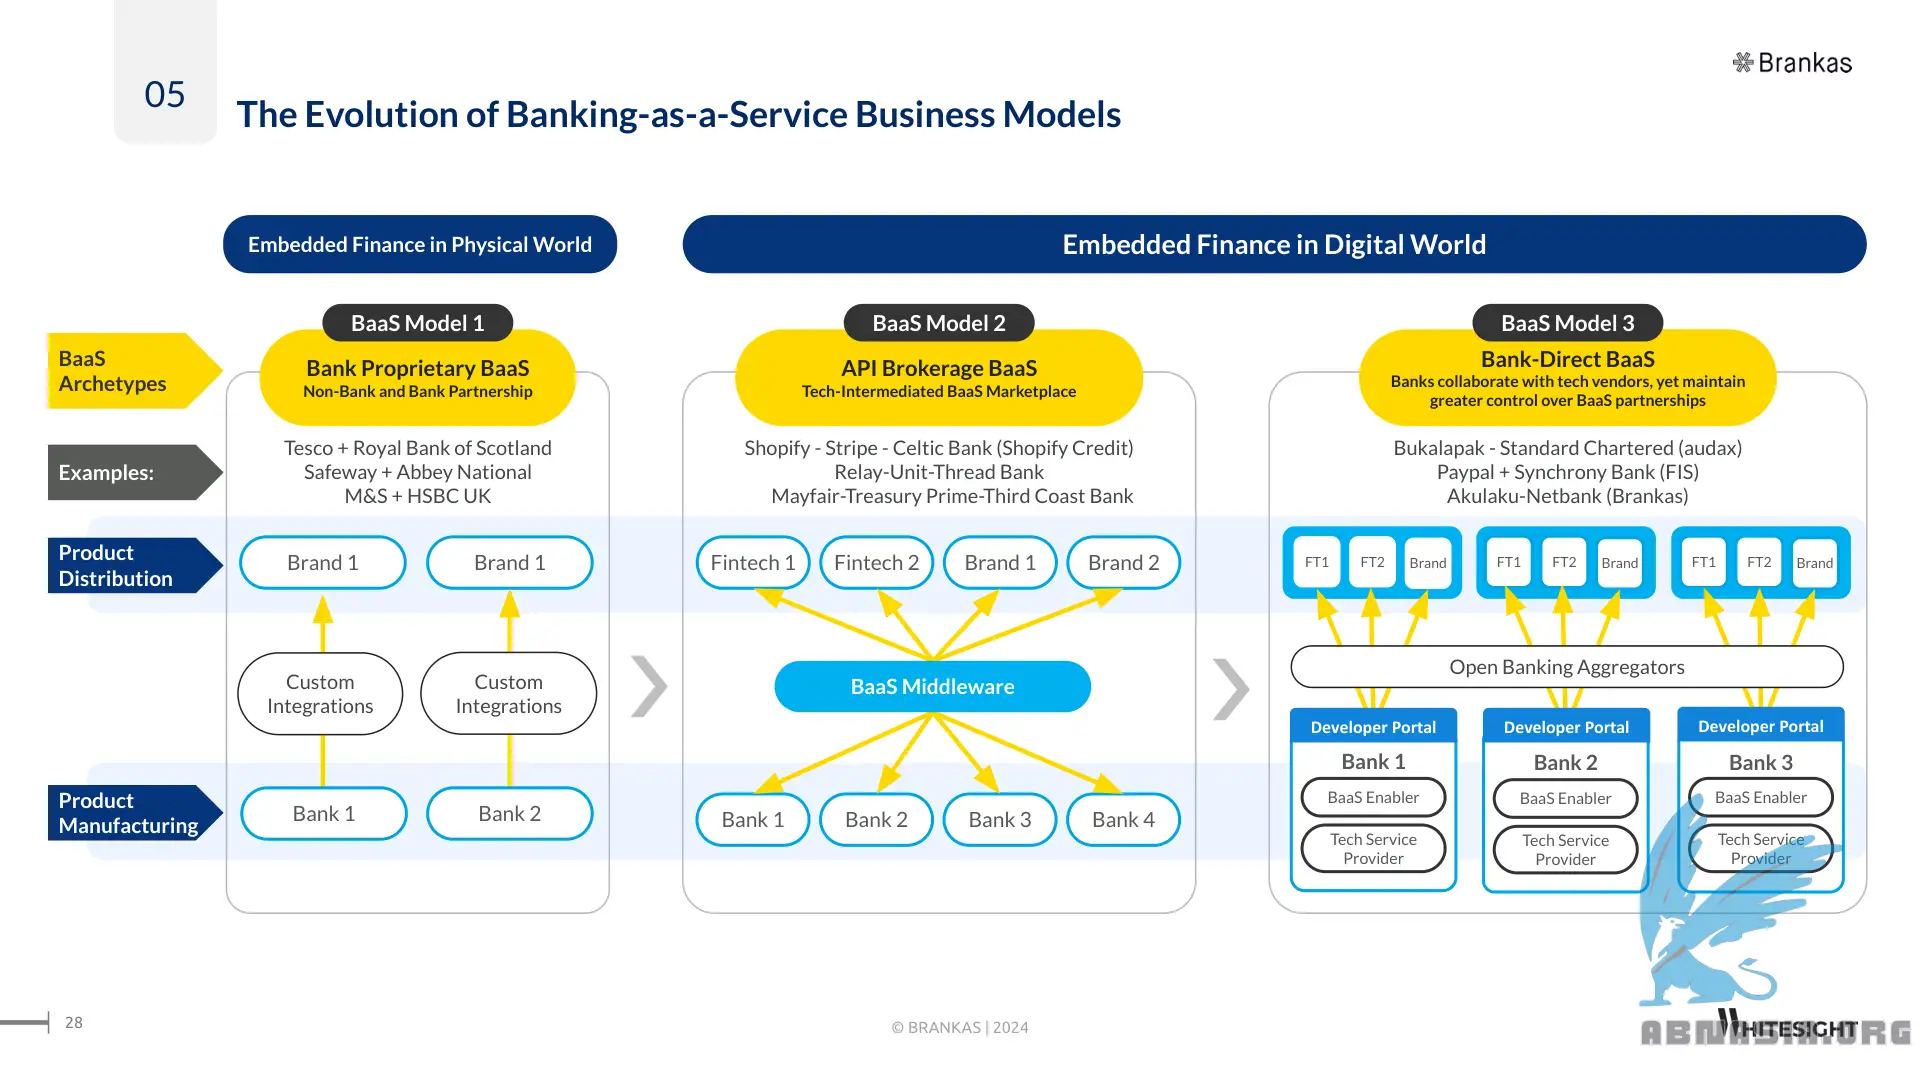 05
Brankas
The Evolution of Banking-as-a-Service Business Models
Embedded Finance in Physical World
Embedded Finance in Digital World
BaaS
Archetypes
BaaS Model 1
Bank Proprietary BaaS
Non-Bank and Bank Partnership
BaaS Model 2
API Brokerage BaaS
Tech-Intermediated BaaS Marketplace
BaaS Model 3
Bank-Direct BaaS
Banks collaborate with tech vendors, yet maintain
greater control over BaaS partnerships
Examples:
Tesco + Royal Bank of Scotland
Safeway + Abbey National
M&S + HSBC UK
Shopify - Stripe - Celtic Bank (Shopify Credit)
Relay-Unit-Thread Bank
Mayfair-Treasury Prime-Third Coast Bank
Bukalapak - Standard Chartered (audax)
Paypal + Synchrony Bank (FIS)
Akulaku-Netbank (Brankas)
Product
Distribution
Brand 1
Brand 1
Fintech 1
Fintech 2
Brand 1
Brand 2
FT1
FT2
Brand
FT1
FT2
Brand
FT1
FT2
Brand
Custom
Integrations
Custom
Integrations
BaaS Middleware
Open Banking Aggregators
Product
Manufacturing
Bank 1
Bank 2
Bank 1
Bank 2
Bank 3
Bank 4
Developer Portal
Bank 1
BaaS Enabler
Tech Service
Provider
Developer Portal
Bank 2
BaaS Enabler
Tech Service
Provider
Developer Portal
Bank 3
BaaS Enabler
Tech Service
Provider
28
© BRANKAS | 2024
WHITESIGHT
ABNASIA.ORG